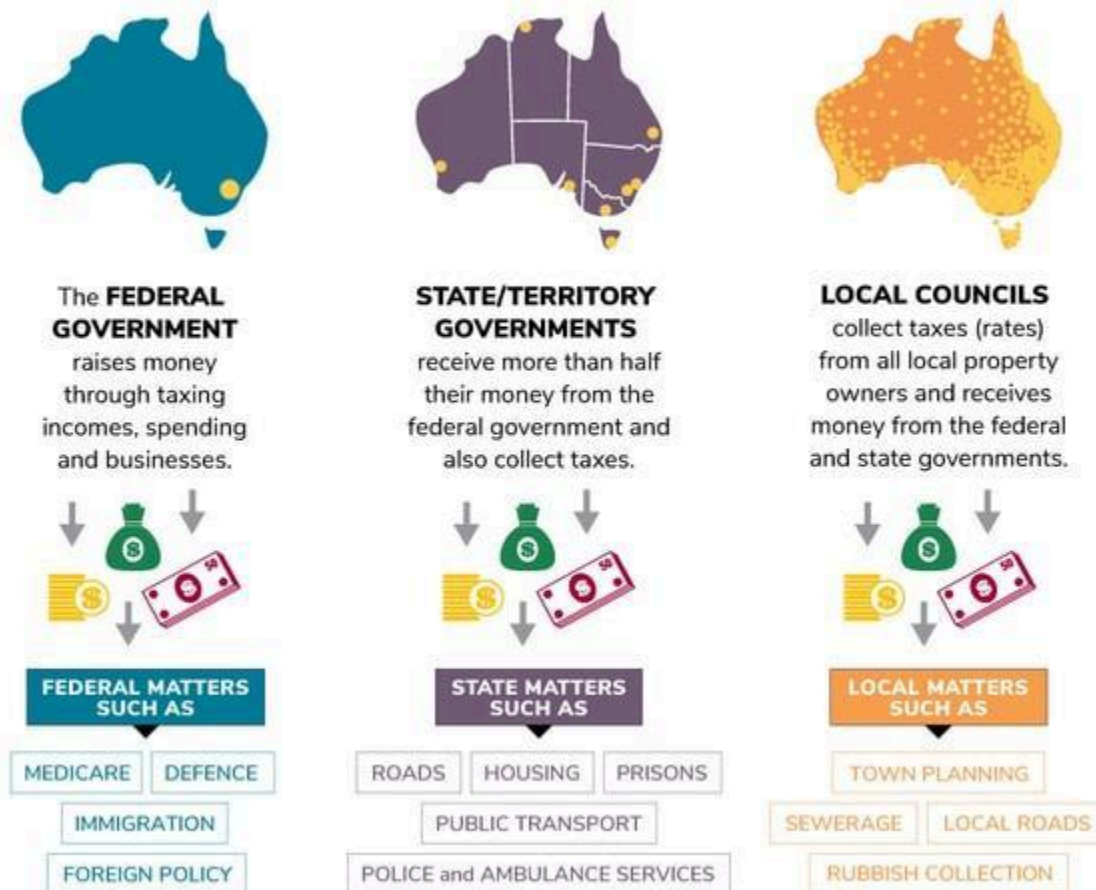 The FEDERAL
GOVERNMENT
raises money
through taxing
incomes, spending
and businesses.
$
$
$
50
FEDERAL MATTERS
SUCH AS
MEDICARE
DEFENCE
IMMIGRATION
FOREIGN POLICY
STATE/TERRITORY
GOVERNMENTS
receive more than half
their money from the
federal government and
also collect taxes.
$
$
$
50
STATE MATTERS
SUCH AS
ROADS
HOUSING
PRISONS
PUBLIC TRANSPORT
POLICE and AMBULANCE SERVICES
LOCAL COUNCILS
collect taxes (rates)
from all local property
owners and receives
money from the federal
and state governments.
$
$
$
50
LOCAL MATTERS
SUCH AS
TOWN PLANNING
SEWERAGE
LOCAL ROADS
RUBBISH COLLECTION